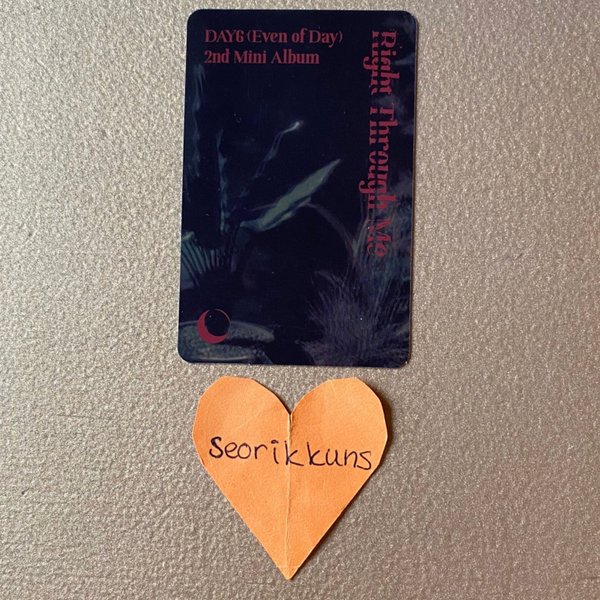 DAY6 (Even of Day)
2nd Mini Album
Right Through Me
seorikkuns